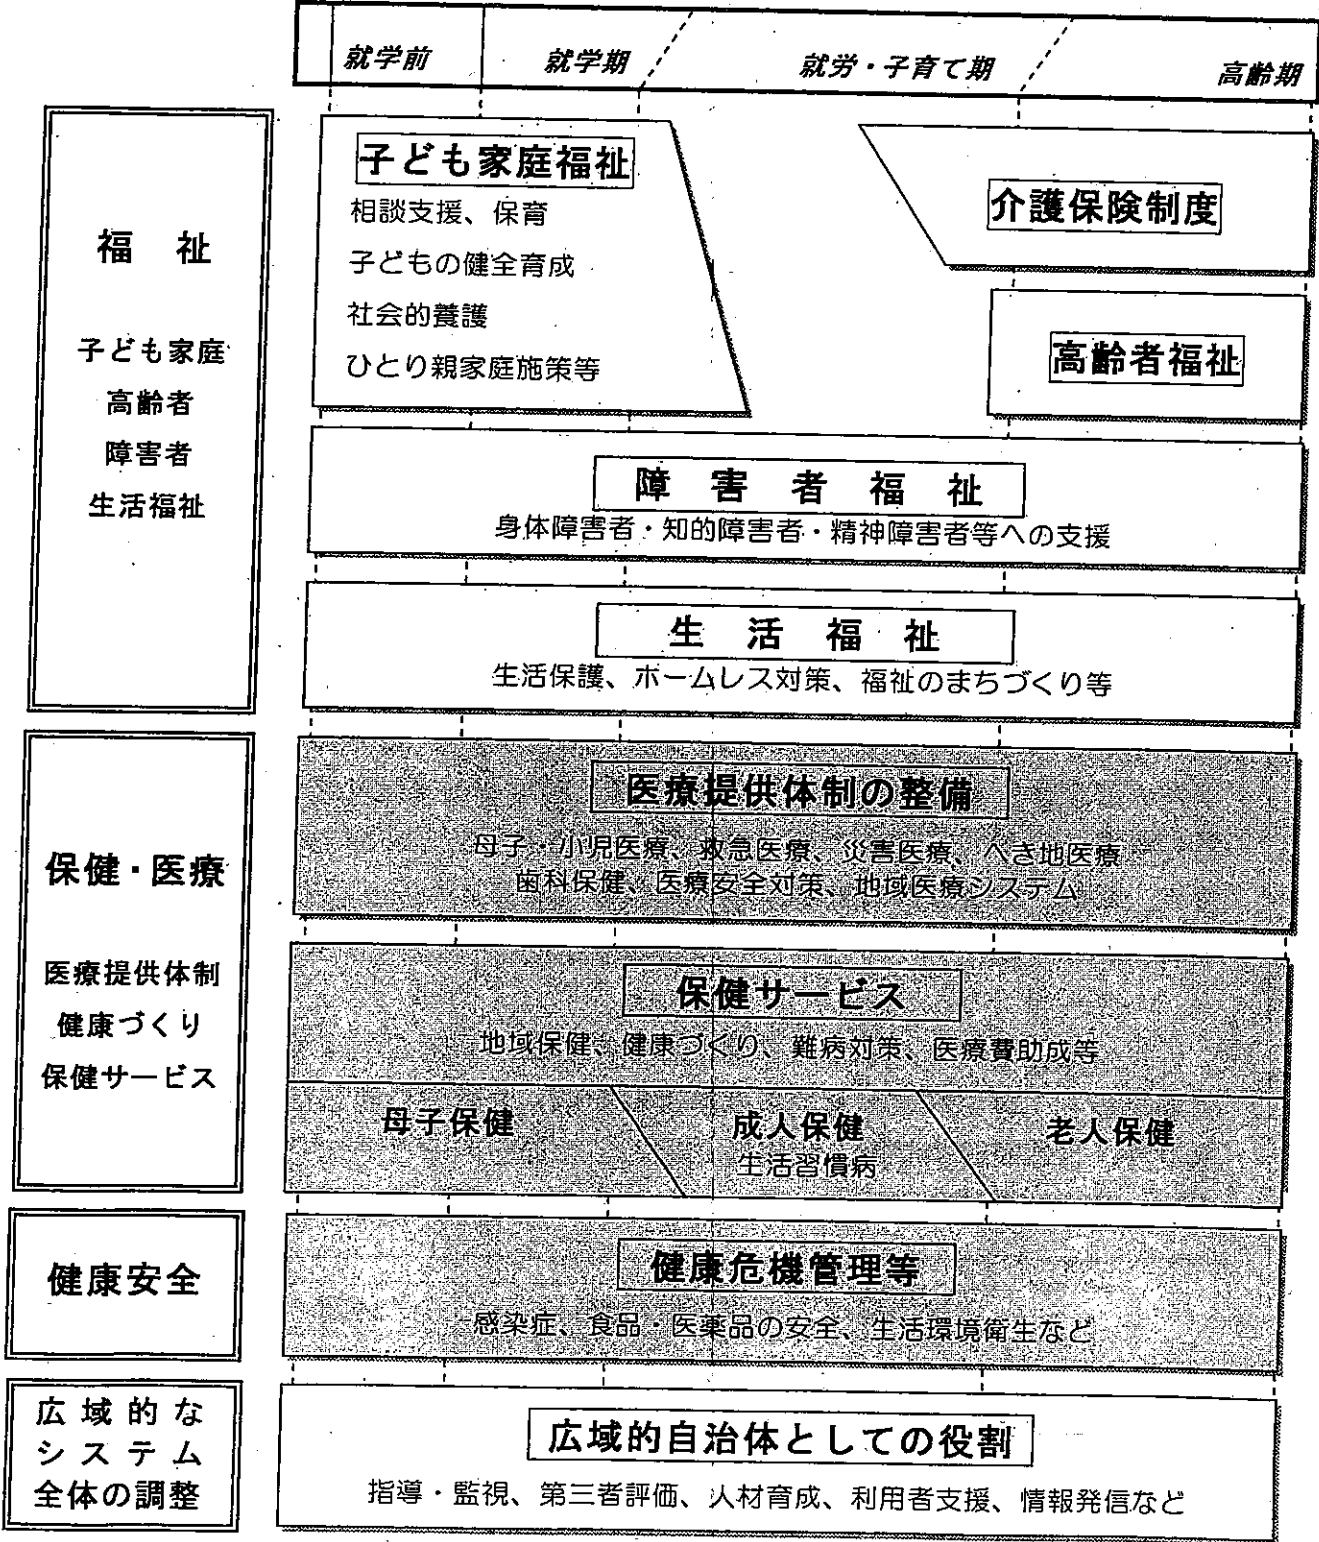 就学前 就学期 就労・子育て期 高齢期
福 祉
子ども家庭
高齢者
障害者
生活福祉
子ども家庭福祉
相談支援、保育
子どもの健全育成
社会的養護
ひとり親家庭施策等
介護保険制度
高齢者福祉
障 害 者 福 祉
身体障害者・知的障害者・精神障害者等への支援
生 活 福 祉
生活保護、ホームレス対策、福祉のまちづくり等
保健・医療
医療提供体制
健康づくり
保健サービス
医療提供体制の整備
母子・小児医療、救急医療、災害医療、へき地医療
歯科保健、医療安全対策、地域医療システム
保健サービス
地域保健、健康づくり、難病対策、医療費助成等
母子保健
成人保健
生活習慣病
老人保健
健康安全
健康危機管理等
感染症、食品・医薬品の安全、生活環境衛生など
広 域 的 な
シ ス テ ム
全体の調整
広域的自治体としての役割
指導・監視、第三者評価、人材育成、利用者支援、情報発信など